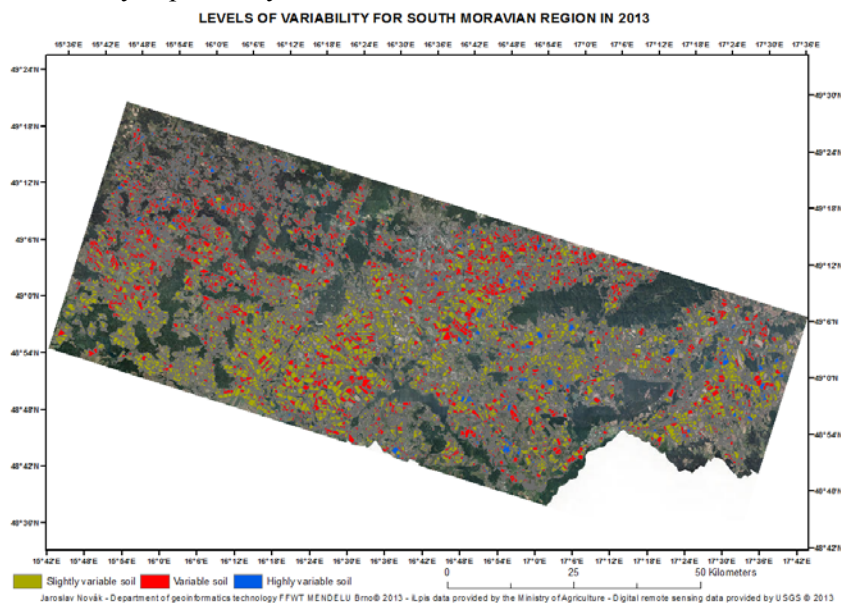 LEVELS OF VARIABILITY FOR SOUTH MORAVIAN REGION IN 2013
15°36'E 15°42'E 15°48'E 15°54'E 16°0'E 16°6'E 16°12'E 16°18'E 16°24'E 16°30'E 16°36'E 16°42'E 16°48'E 16°54'E 17°0'E 17°6'E 17°12'E 17°18'E 17°24'E 17°30'E 17°36'E
49°24'N
49°30'N
49°18'N
49°24'N
49°12'N
49°18'N
49°6'N
49°12'N
49°0'N
49°6'N
48°54'N
49°0'N
48°48'N
48°54'N
48°42'N
48°48'N
48°36'N
48°42'N
15°42'E 15°48'E 15°54'E 16°0'E 16°6'E 16°12'E 16°18'E 16°24'E 16°30'E 16°36'E 16°42'E 16°48'E 16°54'E 17°0'E 17°6'E 17°12'E 17°18'E 17°24'E 17°30'E 17°36'E 17°42'E
0 25 50 Kilometers
Slightly variable soil Variable soil Highly variable soil
Jaroslav Novák - Department of geoinformatics technology FFWT MENDELU Brno© 2013 - iLpis data provided by the Ministry of Agriculture - Digital remote sensing data provided by USGS © 2013